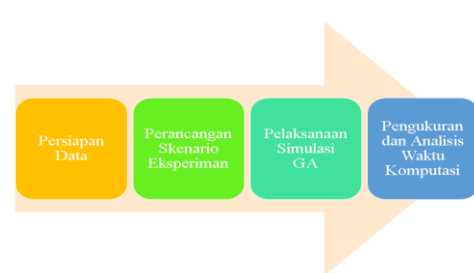 Persiapan
Data
Perancangan
Skenario
Eksperiman
Pelaksanaan
Simulasi
GA
Pengukuran
dan Analisis
Waktu
Komputasi